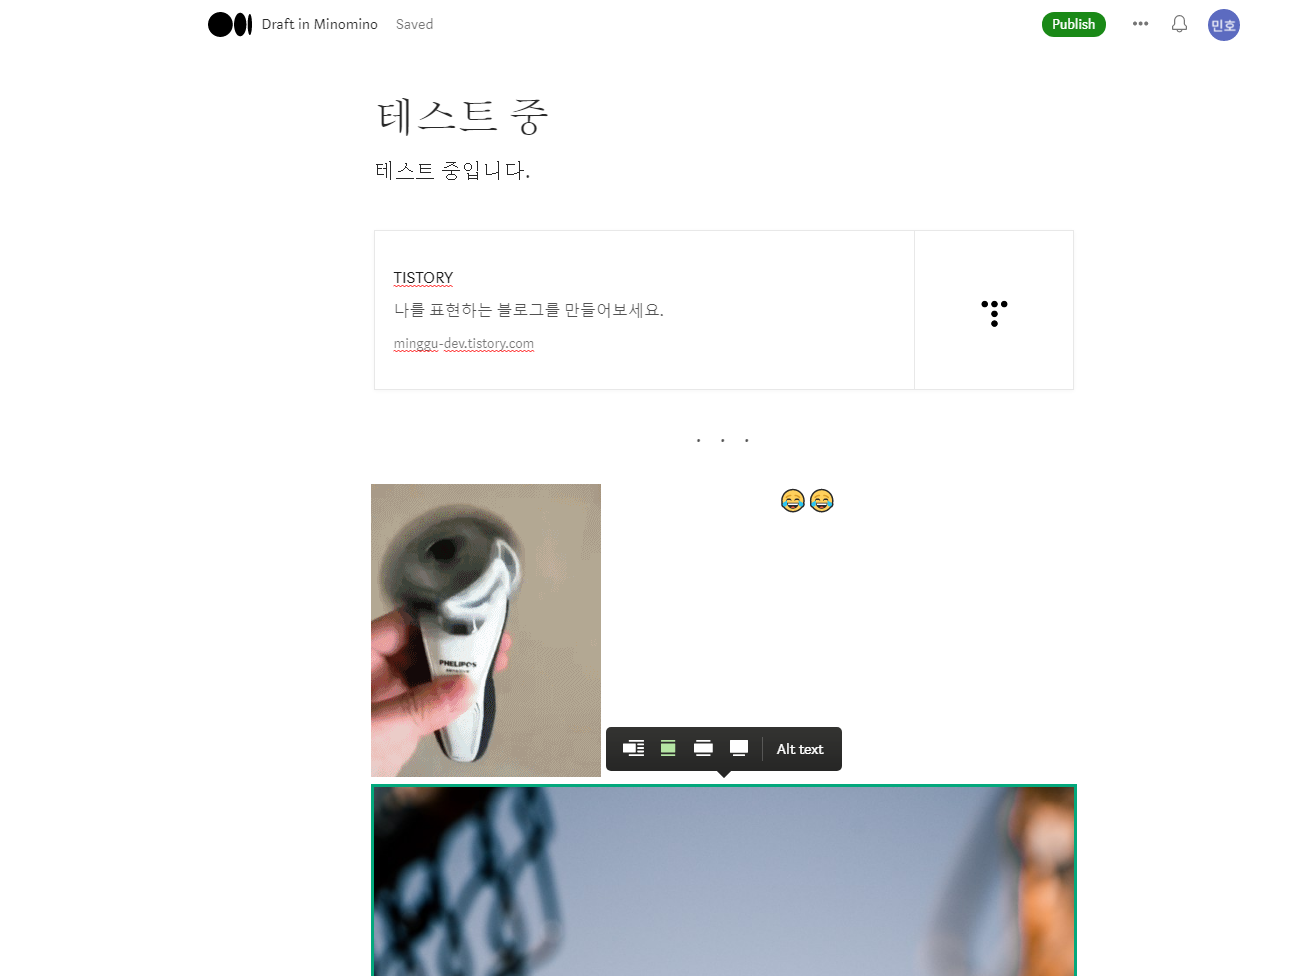 Draft in Minomino Saved Publish 민호
테스트 중
테스트 중입니다.
TISTORY
나를 표현하는 블로그를 만들어보세요.
minggu-dev.tistory.com
PHELIPOS
Alt text